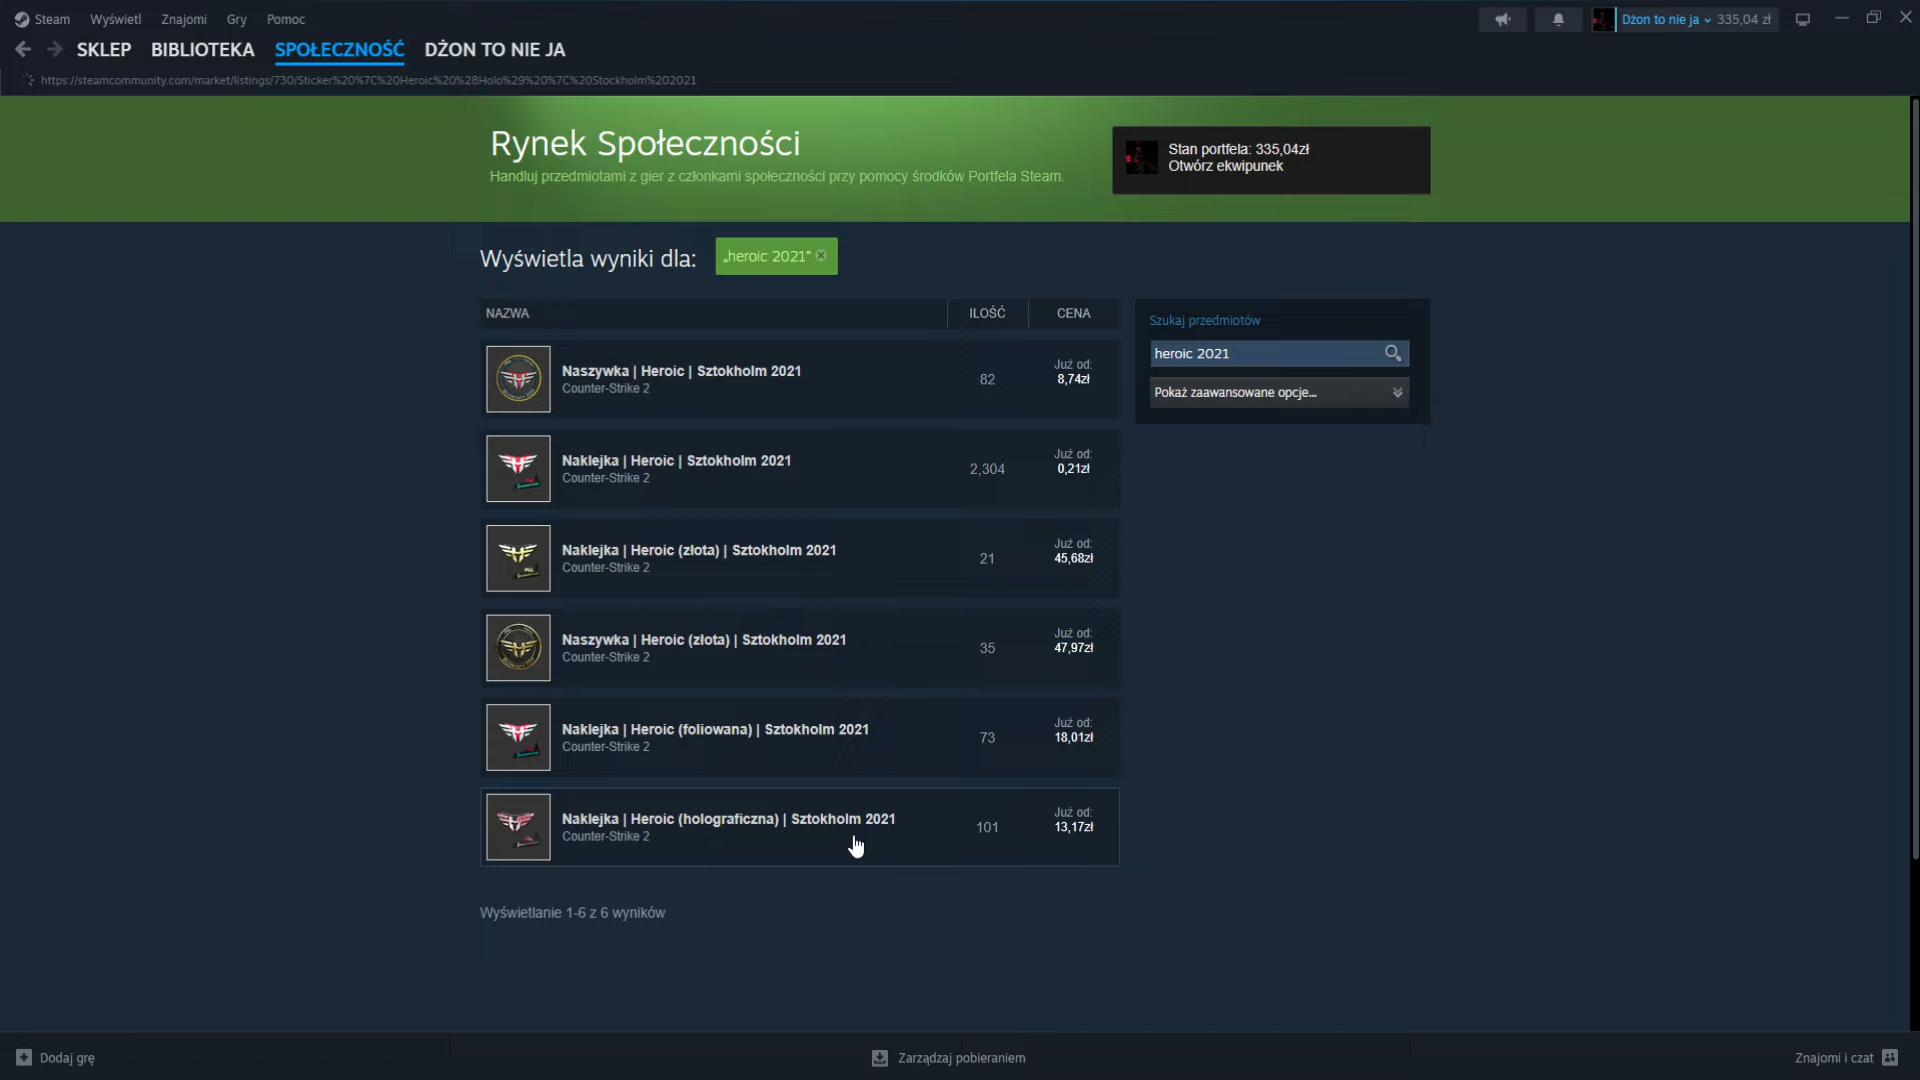 Steam Wyświetl Znajomi Gry Pomoc
Dżon to nie ja 335,04 zł
SKLEP BIBLIOTEKA SPOŁECZNOŚĆ DŻON TO NIE JA
https://steamcommunity.com/market/listings/730/Sticker%20%7C%20Heroic%20%28Holo%29%20%7C%20Stockholm%202021
Rynek Społeczności
Handluj przedmiotami z gier z członkami społeczności przy pomocy środków Portfela Steam.
Stan portfela: 335,04zł
Otwórz ekwipunek
Wyświetla wyniki dla: „heroic 2021”
NAZWA ILOŚĆ CENA
Naszywka | Heroic | Sztokholm 2021
Counter-Strike 2
82
Już od:
8,74zł
Naklejka | Heroic | Sztokholm 2021
Counter-Strike 2
2,304
Już od:
0,21zł
Naklejka | Heroic (złota) | Sztokholm 2021
Counter-Strike 2
21
Już od:
45,68zł
Naszywka | Heroic (złota) | Sztokholm 2021
Counter-Strike 2
35
Już od:
47,97zł
Naklejka | Heroic (foliowana) | Sztokholm 2021
Counter-Strike 2
73
Już od:
18,01zł
Naklejka | Heroic (holograficzna) | Sztokholm 2021
Counter-Strike 2
101
Już od:
13,17zł
Wyświetlanie 1-6 z 6 wyników
Szukaj przedmiotów
heroic 2021
Pokaż zaawansowane opcje...
Dodaj grę
Zarządzaj pobieraniem
Znajomi i czat